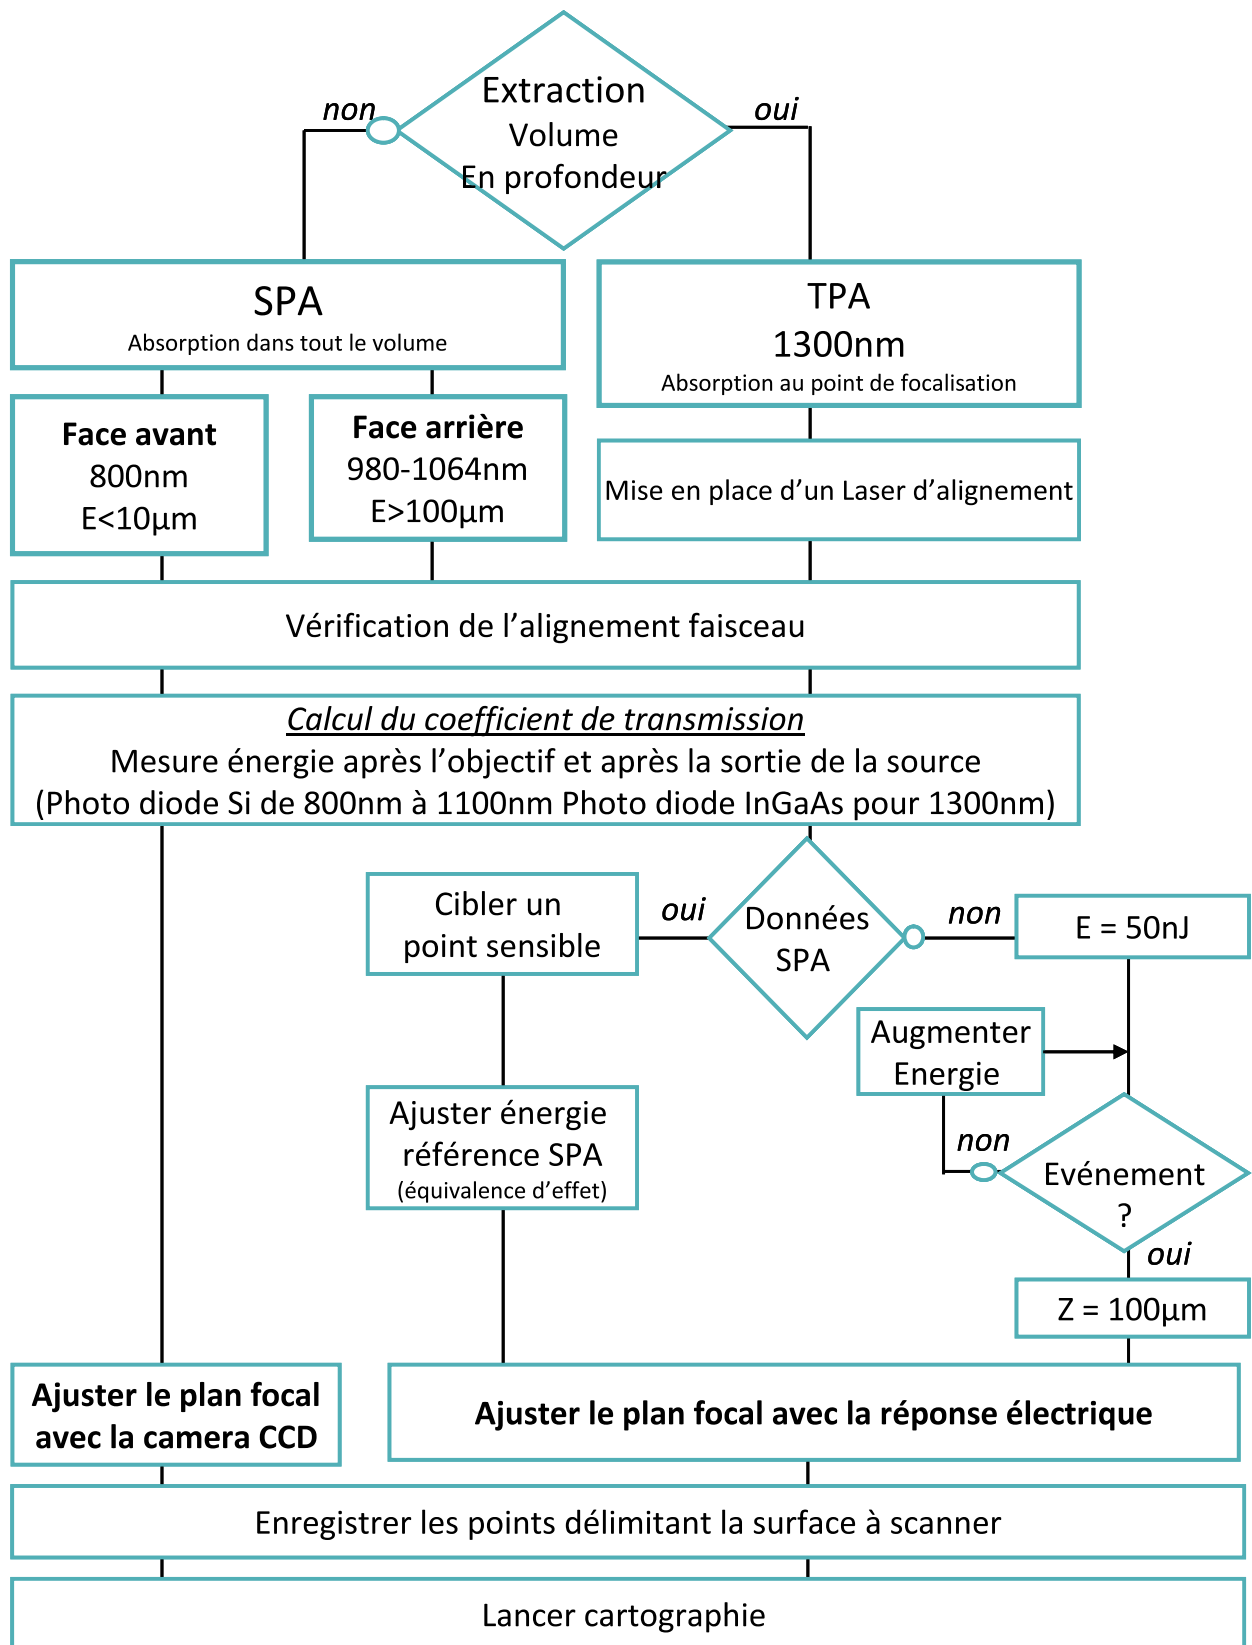 Extraction
Volume
En profondeur
non
oui
SPA
Absorption dans tout le volume
TPA
1300nm
Absorption au point de focalisation
Face avant
800nm
E<10µm
Face arrière
980-1064nm
E>100µm
Mise en place d’un Laser d’alignement
Vérification de l’alignement faisceau
Calcul du coefficient de transmission
Mesure énergie après l’objectif et après la sortie de la source
(Photo diode Si de 800nm à 1100nm Photo diode InGaAs pour 1300nm)
Données
SPA
oui
non
Cibler un
point sensible
E = 50nJ
Augmenter
Energie
Ajuster énergie
référence SPA
(équivalence d’effet)
non
Evénement
?
oui
Z = 100µm
Ajuster le plan focal
avec la camera CCD
Ajuster le plan focal avec la réponse électrique
Enregistrer les points délimitant la surface à scanner
Lancer cartographie